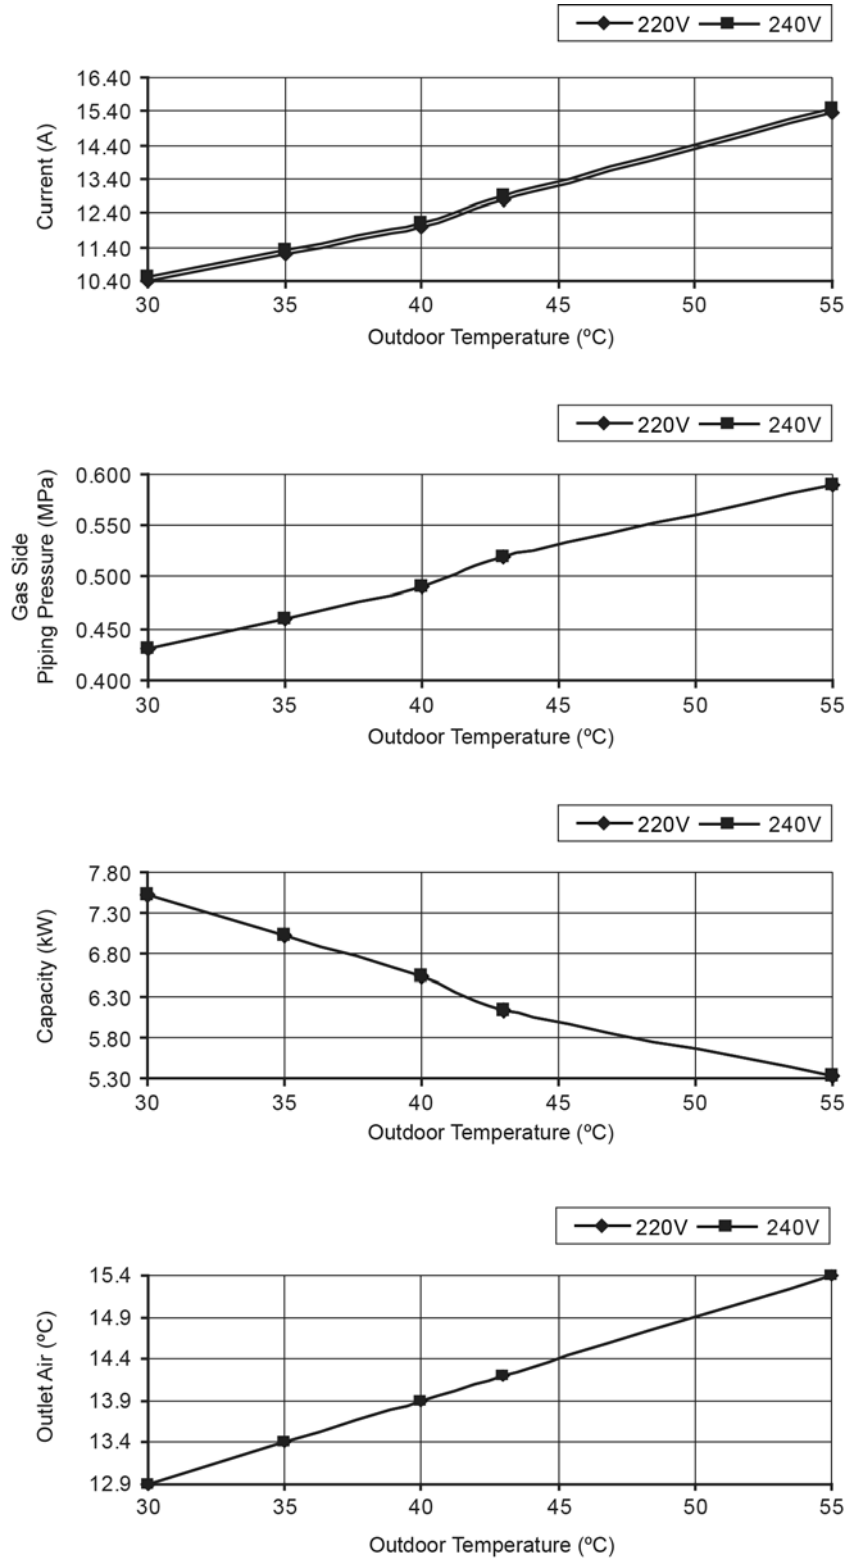 220V 240V
16.40
15.40
14.40
13.40
12.40
11.40
10.40
Current (A)
30 35 40 45 50 55
Outdoor Temperature (ºC)
220V 240V
0.600
0.550
0.500
0.450
0.400
Gas Side
Piping Pressure (MPa)
30 35 40 45 50 55
Outdoor Temperature (ºC)
220V 240V
7.80
7.30
6.80
6.30
5.80
5.30
Capacity (kW)
30 35 40 45 50 55
Outdoor Temperature (ºC)
220V 240V
15.4
14.9
14.4
13.9
13.4
12.9
Outlet Air (ºC)
30 35 40 45 50 55
Outdoor Temperature (ºC)